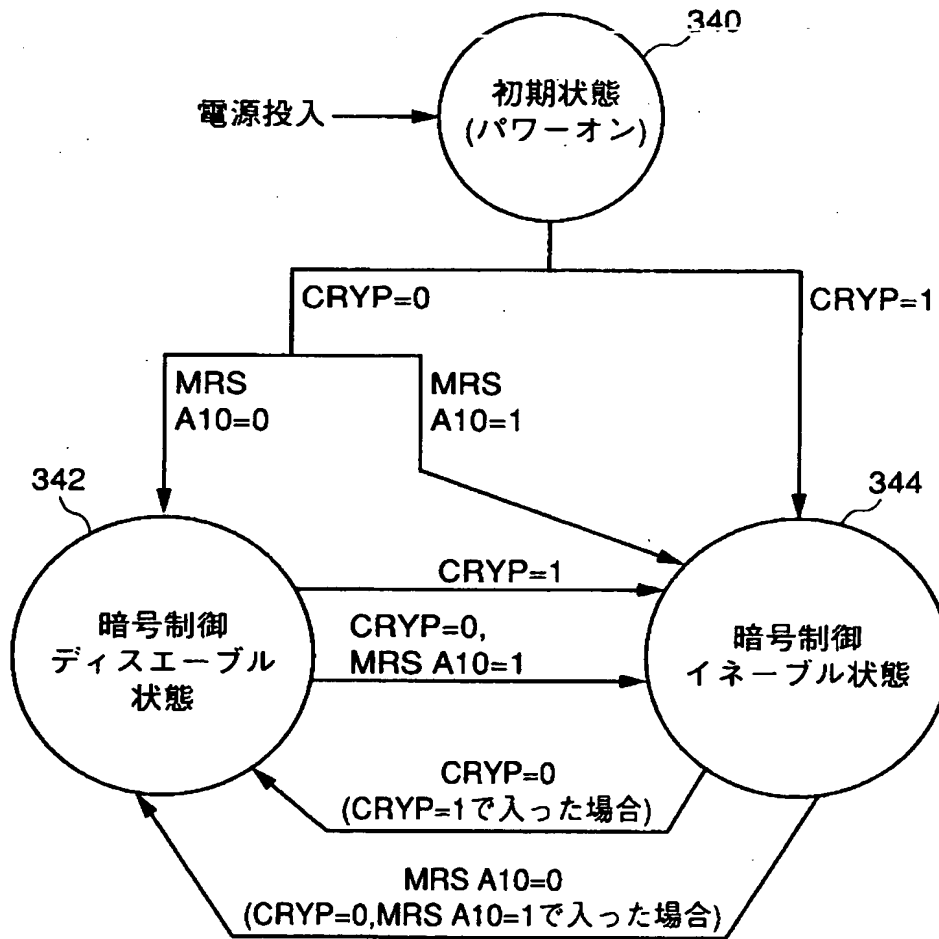 340
初期状態
(パワーオン)
電源投入
CRYP=0
CRYP=1
MRS
A10=0
MRS
A10=1
342
344
暗号制御
ディスエーブル
状態
CRYP=1
CRYP=0,
MRS A10=1
暗号制御
イネーブル状態
CRYP=0
(CRYP=1で入った場合)
MRS A10=0
(CRYP=0,MRS A10=1で入った場合)